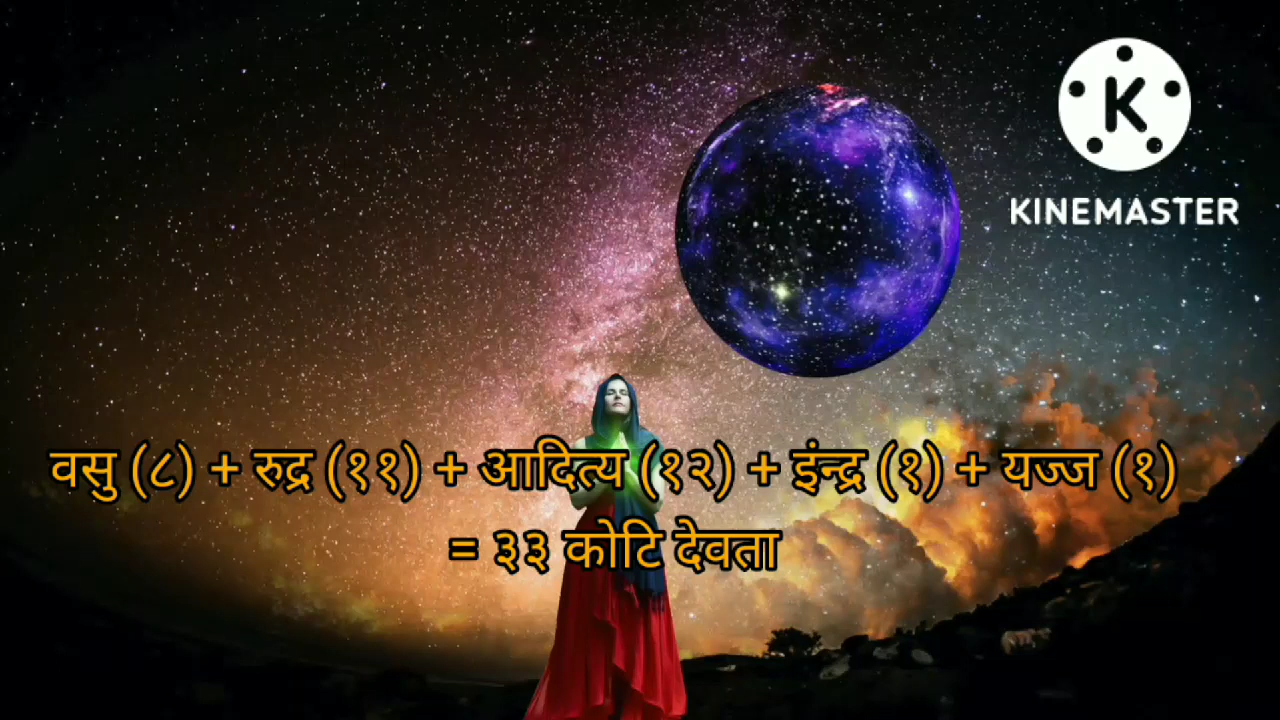 K
KINEMASTER
वसु (८) + रुद्र (११) + आदित्य (१२) + इंन्द्र (१) + यज्ज (१)
= ३३ कोटि देवता